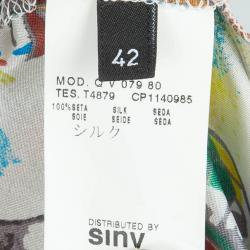 42
MOD. Q V 079 80
TES. T4879 CP1140985
100%SETA SILK SEDA
SOIE SEIDE SEDA
シルク
DISTRIBUTED BY
sinv